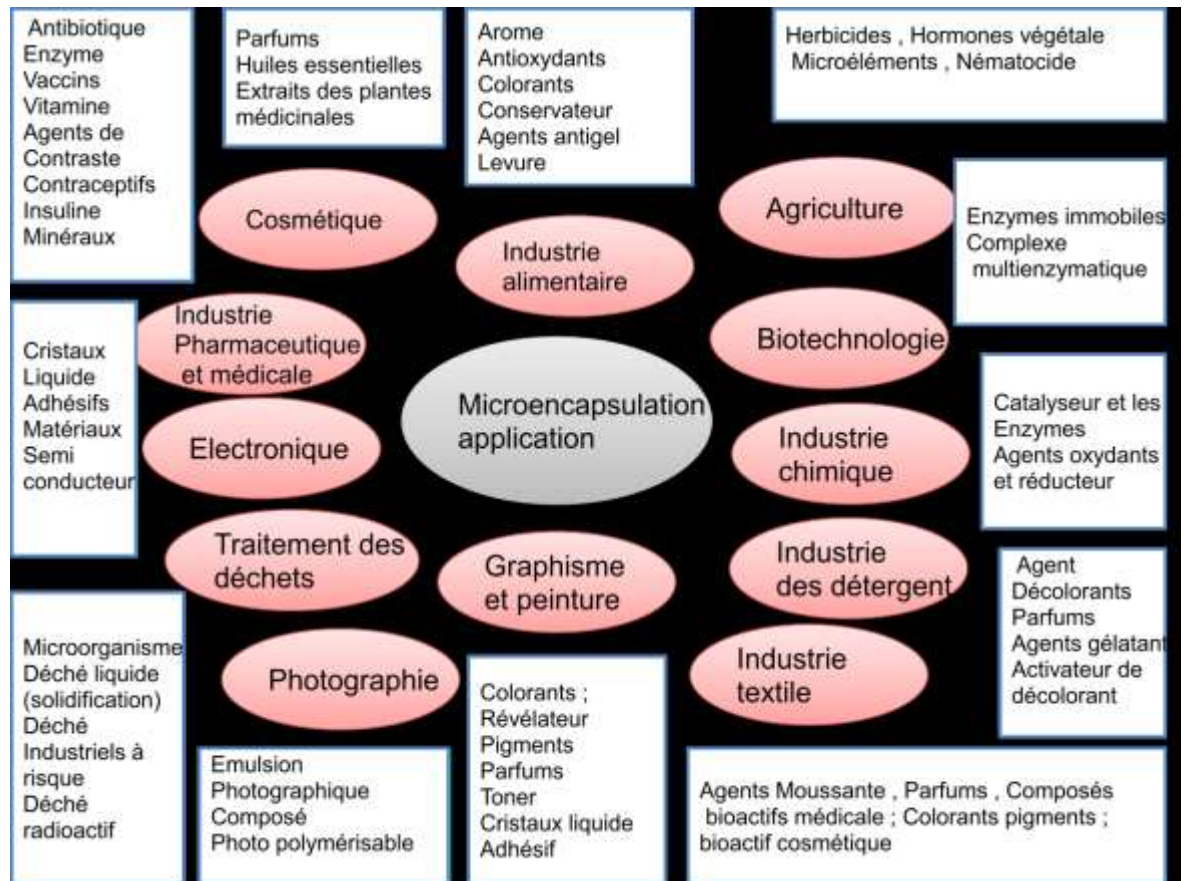 Antibiotique
Enzyme
Vaccins
Vitamine
Agents de
Contraste
Contraceptifs
Insuline
Minéraux
Parfums
Huiles essentielles
Extraits des plantes
médicinales
Arome
Antioxydants
Colorants
Conservateur
Agents antigel
Levure
Herbicides , Hormones végétale
Microéléments , Nématocide
Cosmétique
Industrie
alimentaire
Agriculture
Enzymes immobiles
Complexe
multienzymatique
Industrie
Pharmaceutique
et médicale
Biotechnologie
Cristaux
Liquide
Adhésifs
Matériaux
Semi
conducteur
Electronique
Microencapsulation
application
Industrie
chimique
Catalyseur et les
Enzymes
Agents oxydants
et réducteur
Traitement des
déchets
Graphisme
et peinture
Industrie
des détergent
Agent
Décolorants
Parfums
Agents gélatant
Activateur de
décolorant
Microorganisme
Déché liquide
(solidification)
Déché
Industriels à
risque
Déché
radioactif
Photographie
Industrie
textile
Emulsion
Photographique
Composé
Photo polymérisable
Colorants ;
Révélateur
Pigments
Parfums
Toner
Cristaux liquide
Adhésif
Agents Moussante , Parfums , Composés
bioactifs médicale ; Colorants pigments ;
bioactif cosmétique